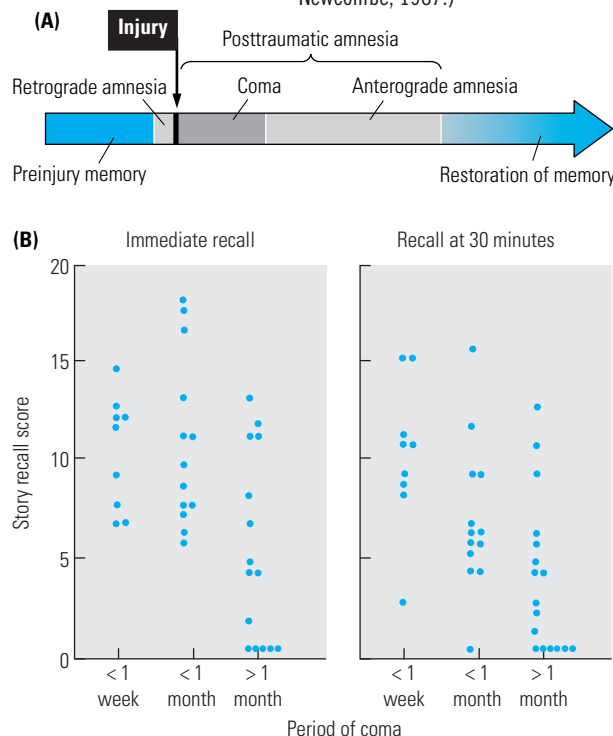 Newcombe, 1987.)
(A)
Injury
Posttraumatic amnesia
Retrograde amnesia
Coma
Anterograde amnesia
Preinjury memory
Restoration of memory
(B)
Immediate recall
Recall at 30 minutes
Story recall score
20
15
10
5
0
< 1 week
< 1 month
> 1 month
< 1 week
< 1 month
> 1 month
Period of coma